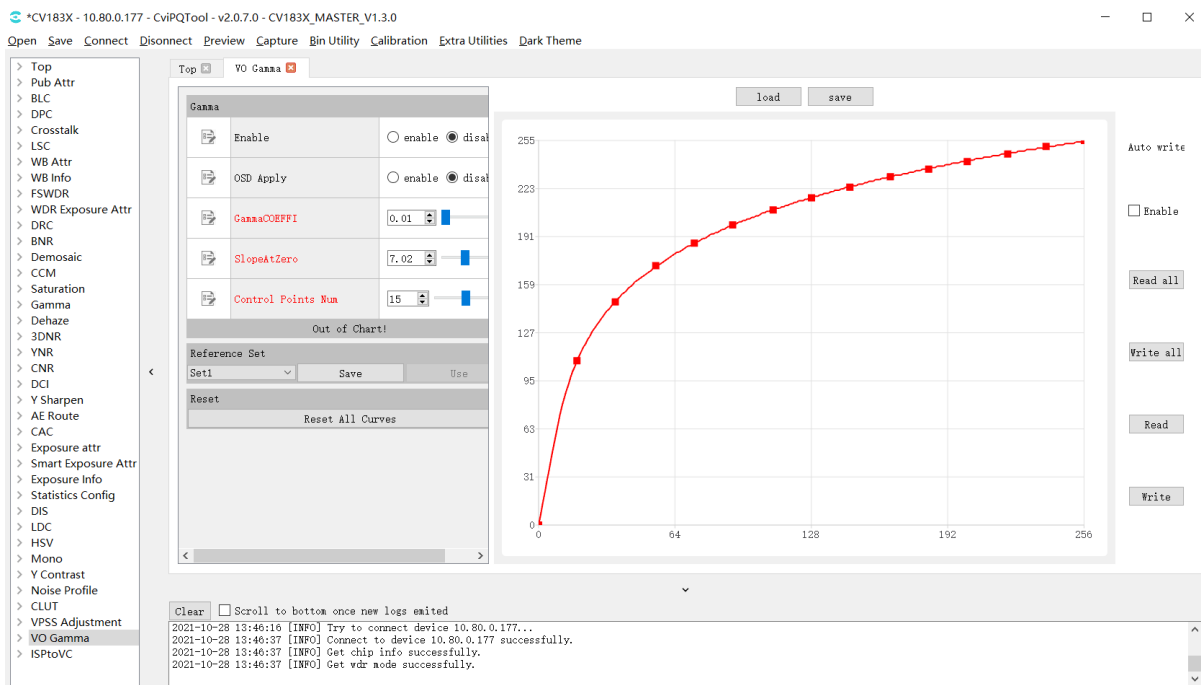 *CV183X - 10.80.0.177 - CviPQTool - v2.0.7.0 - CV183X_MASTER_V1.3.0
Open Save Connect Disonnect Preview Capture Bin Utility Calibration Extra Utilities Dark Theme
Top
Pub Attr
BLC
DPC
Crosstalk
LSC
WB Attr
WB Info
FSWDR
WDR Exposure Attr
DRC
BNR
Demosaic
CCM
Saturation
Gamma
Dehaze
3DNR
YNR
CNR
DCI
Y Sharpen
AE Route
CAC
Exposure attr
Smart Exposure Attr
Exposure Info
Statistics Config
DIS
LDC
HSV
Mono
Y Contrast
Noise Profile
CLUT
VPSS Adjustment
VO Gamma
ISPtoVC
Top VO Gamma
Gamma
Enable enable disal
OSD Apply enable disal
GammaCOEFFI 0.01
SlopeAtZero 7.02
Control Points Num 15
Out of Chart!
Reference Set
Set1 Save Use
Reset
Reset All Curves
load save
255
223
191
159
127
95
63
31
0
0 64 128 192 256
Auto write
Enable
Read all
Write all
Read
Write
Clear Scroll to bottom once new logs emited
2021-10-28 13:46:16 [INFO] Try to connect device 10.80.0.177...
2021-10-28 13:46:37 [INFO] Connect to device 10.80.0.177 successfully.
2021-10-28 13:46:37 [INFO] Get chip info successfully.
2021-10-28 13:46:37 [INFO] Get wdr mode successfully.